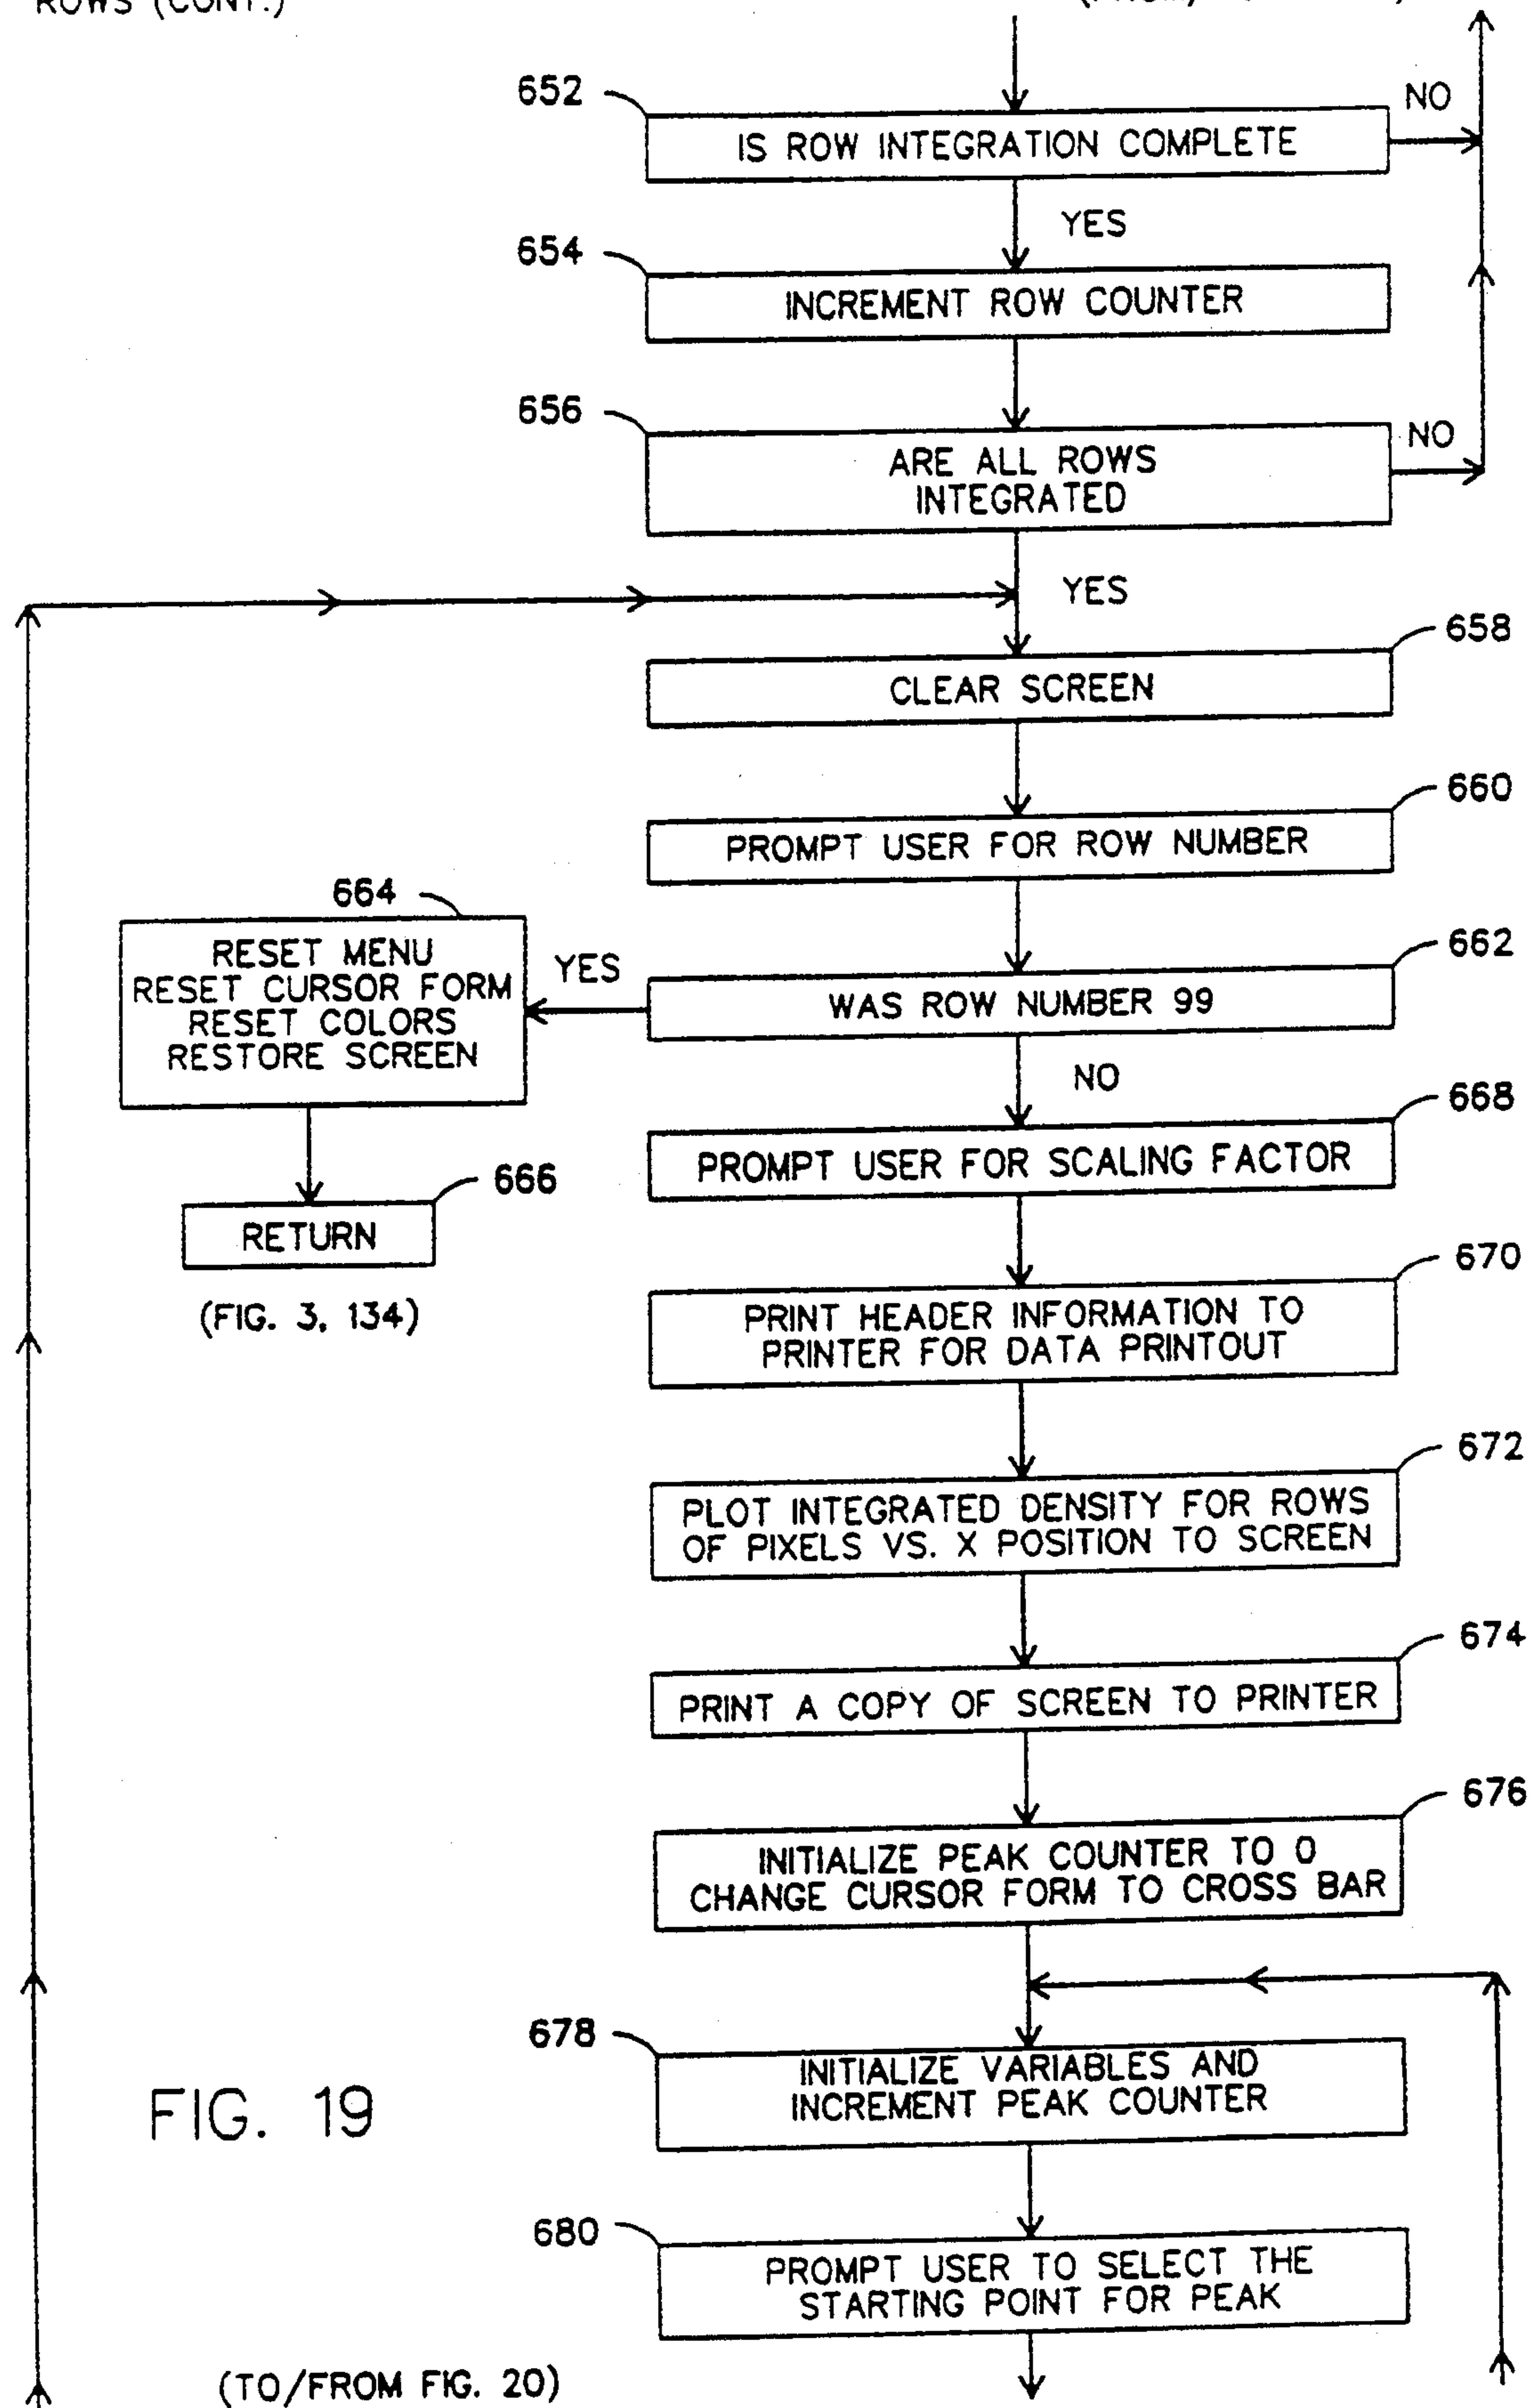 ROWS (CONT.)
652
IS ROW INTEGRATION COMPLETE
NO
YES
654
INCREMENT ROW COUNTER
656
ARE ALL ROWS
INTEGRATED
NO
YES
658
CLEAR SCREEN
660
PROMPT USER FOR ROW NUMBER
662
WAS ROW NUMBER 99
YES
664
RESET MENU
RESET CURSOR FORM
RESET COLORS
RESTORE SCREEN
666
RETURN
(FIG. 3, 134)
NO
668
PROMPT USER FOR SCALING FACTOR
670
PRINT HEADER INFORMATION TO
PRINTER FOR DATA PRINTOUT
672
PLOT INTEGRATED DENSITY FOR ROWS
OF PIXELS VS. X POSITION TO SCREEN
674
PRINT A COPY OF SCREEN TO PRINTER
676
INITIALIZE PEAK COUNTER TO 0
CHANGE CURSOR FORM TO CROSS BAR
678
INITIALIZE VARIABLES AND
INCREMENT PEAK COUNTER
FIG. 19
680
PROMPT USER TO SELECT THE
STARTING POINT FOR PEAK
(TO/FROM FIG. 20)